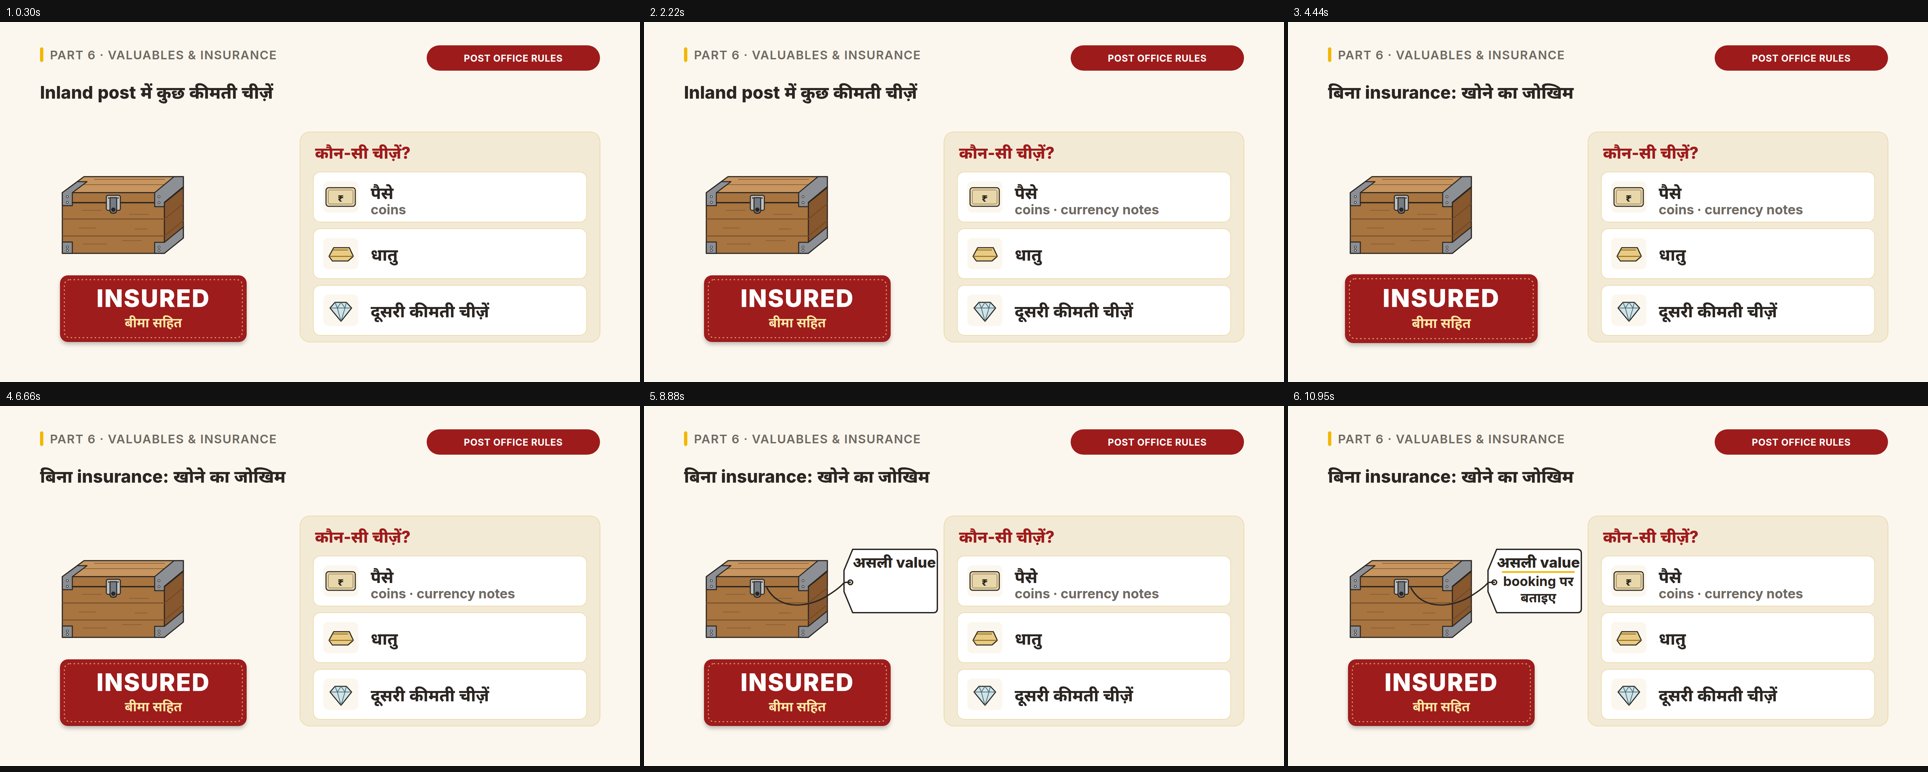 1. 0.30s
PART 6 · VALUABLES & INSURANCE
POST OFFICE RULES
Inland post में कुछ कीमती चीज़ें
कौन-सी चीज़ें?
₹
पैसे
coins
धातु
दूसरी कीमती चीज़ें
INSURED
बीमा सहित
2. 2.22s
PART 6 · VALUABLES & INSURANCE
POST OFFICE RULES
Inland post में कुछ कीमती चीज़ें
कौन-सी चीज़ें?
₹
पैसे
coins · currency notes
धातु
दूसरी कीमती चीज़ें
INSURED
बीमा सहित
3. 4.44s
PART 6 · VALUABLES & INSURANCE
POST OFFICE RULES
बिना insurance: खोने का जोखिम
कौन-सी चीज़ें?
₹
पैसे
coins · currency notes
धातु
दूसरी कीमती चीज़ें
INSURED
बीमा सहित
4. 6.66s
PART 6 · VALUABLES & INSURANCE
POST OFFICE RULES
बिना insurance: खोने का जोखिम
कौन-सी चीज़ें?
₹
पैसे
coins · currency notes
धातु
दूसरी कीमती चीज़ें
INSURED
बीमा सहित
5. 8.88s
PART 6 · VALUABLES & INSURANCE
POST OFFICE RULES
बिना insurance: खोने का जोखिम
असली value
कौन-सी चीज़ें?
₹
पैसे
coins · currency notes
धातु
दूसरी कीमती चीज़ें
INSURED
बीमा सहित
6. 10.95s
PART 6 · VALUABLES & INSURANCE
POST OFFICE RULES
बिना insurance: खोने का जोखिम
असली value
booking पर
बताइए
कौन-सी चीज़ें?
₹
पैसे
coins · currency notes
धातु
दूसरी कीमती चीज़ें
INSURED
बीमा सहित